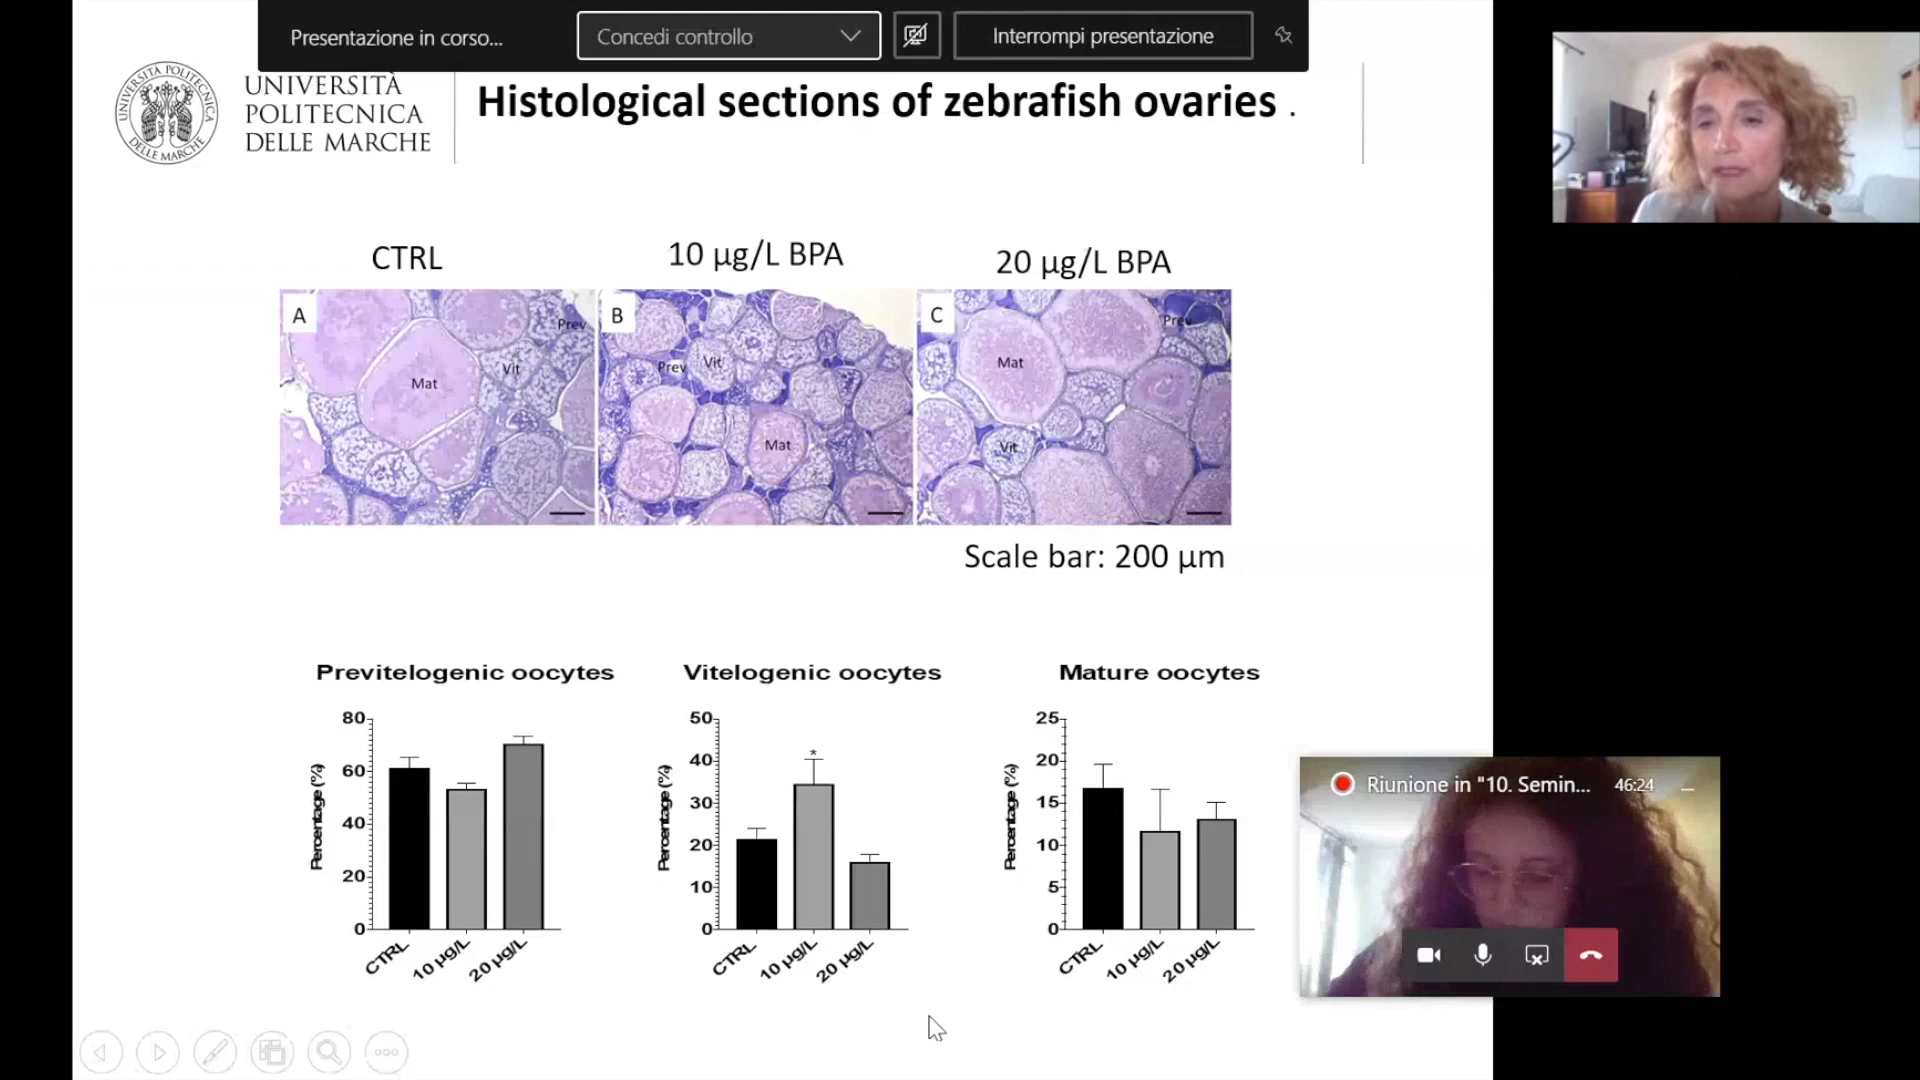 Presentazione in corso...
Concedi controllo
Interrompi presentazione
UNIVERSITÀ POLITECNICA DELLE MARCHE
UNIVERSITÀ
POLITECNICA
DELLE MARCHE
Histological sections of zebrafish ovaries .
CTRL
10 µg/L BPA
20 µg/L BPA
A
Prev
Vit
Mat
B
Prev
Vit
Mat
C
Prev
Mat
Vit
Scale bar: 200 µm
Previtelogenic oocytes
Percentage (%)
80
60
40
20
0
CTRL
10 µg/L
20 µg/L
Vitelogenic oocytes
Percentage (%)
50
40
30
20
10
0
*
CTRL
10 µg/L
20 µg/L
Mature oocytes
Percentage (%)
25
20
15
10
5
0
CTRL
10 µg/L
20 µg/L
Riunione in "10. Semin... 46:24